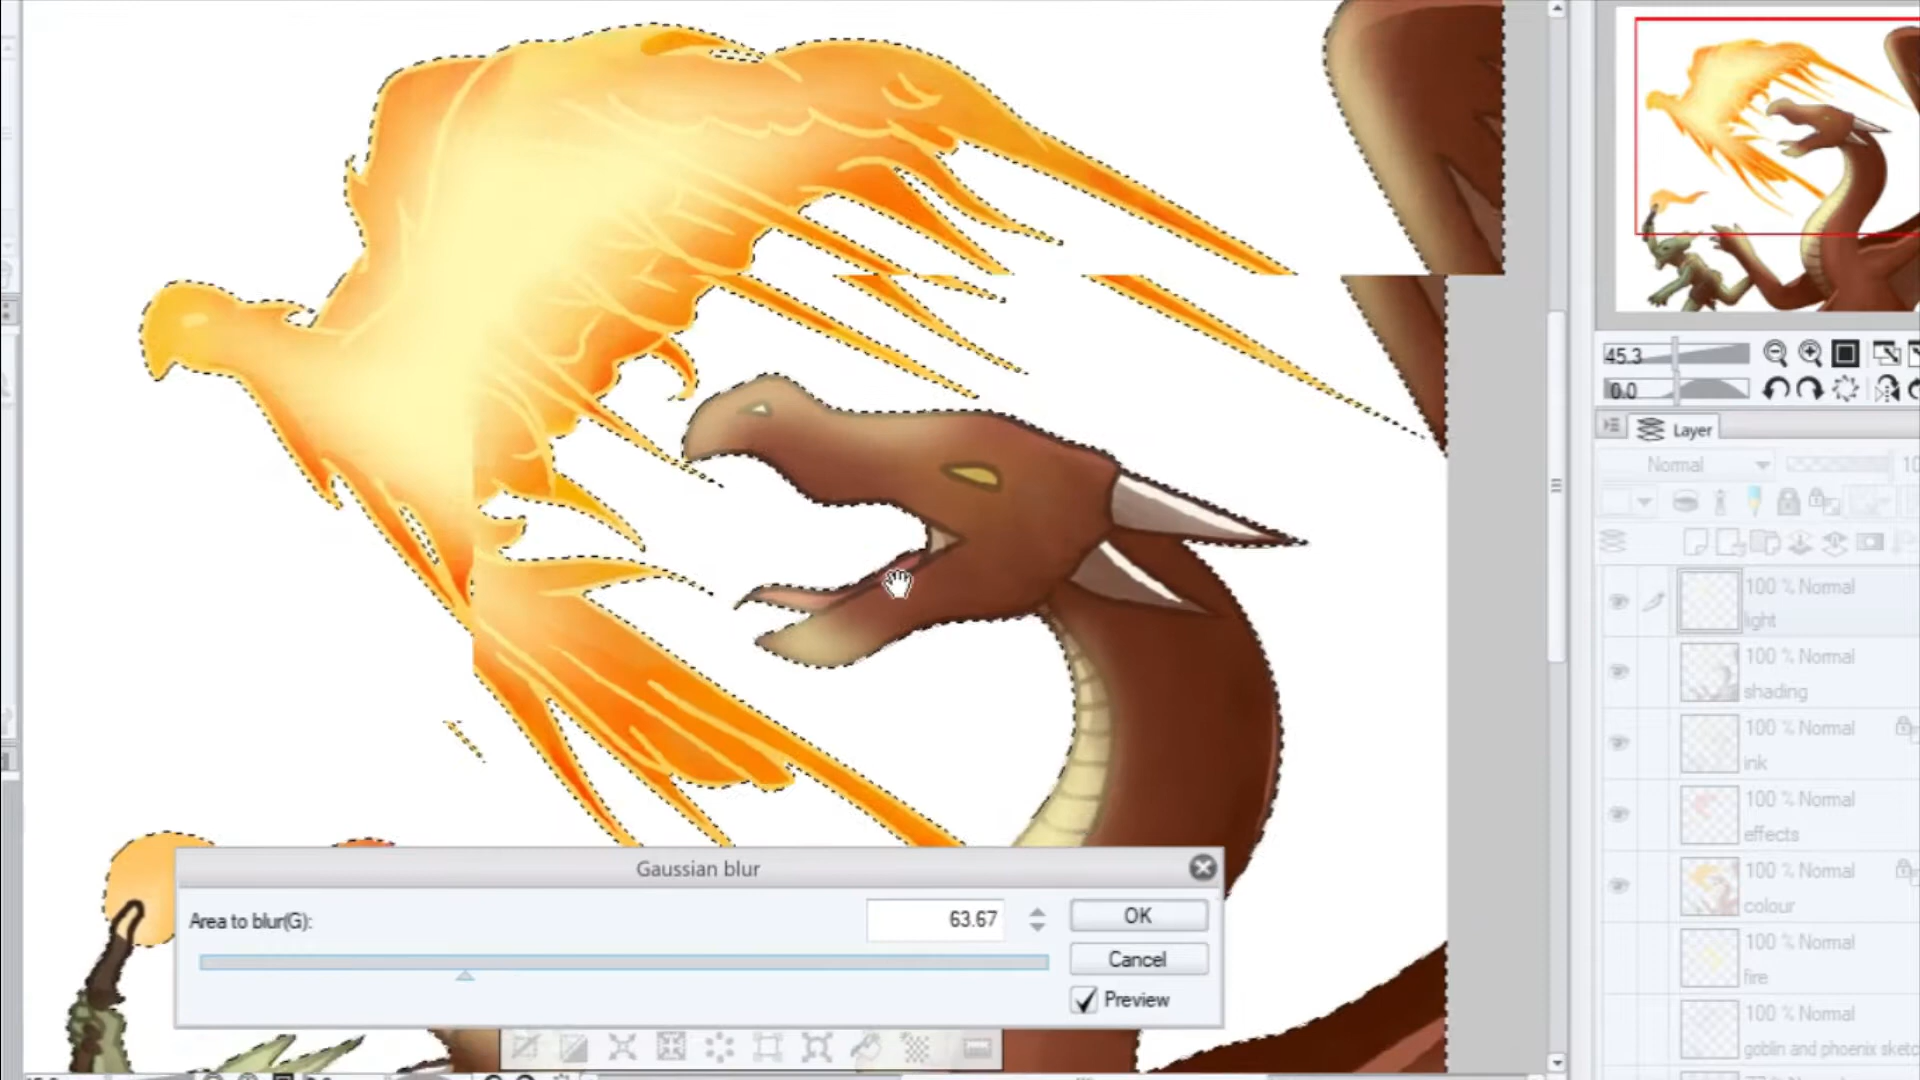 45.3
0.0
Layer
Normal
10
100 % Normal
light
100 % Normal
shading
100 % Normal
ink
100 % Normal
effects
100 % Normal
colour
100 % Normal
fire
100 % Normal
goblin and phoenix sketc
Gaussian blur
Area to blur(G):
63.67
OK
Cancel
Preview